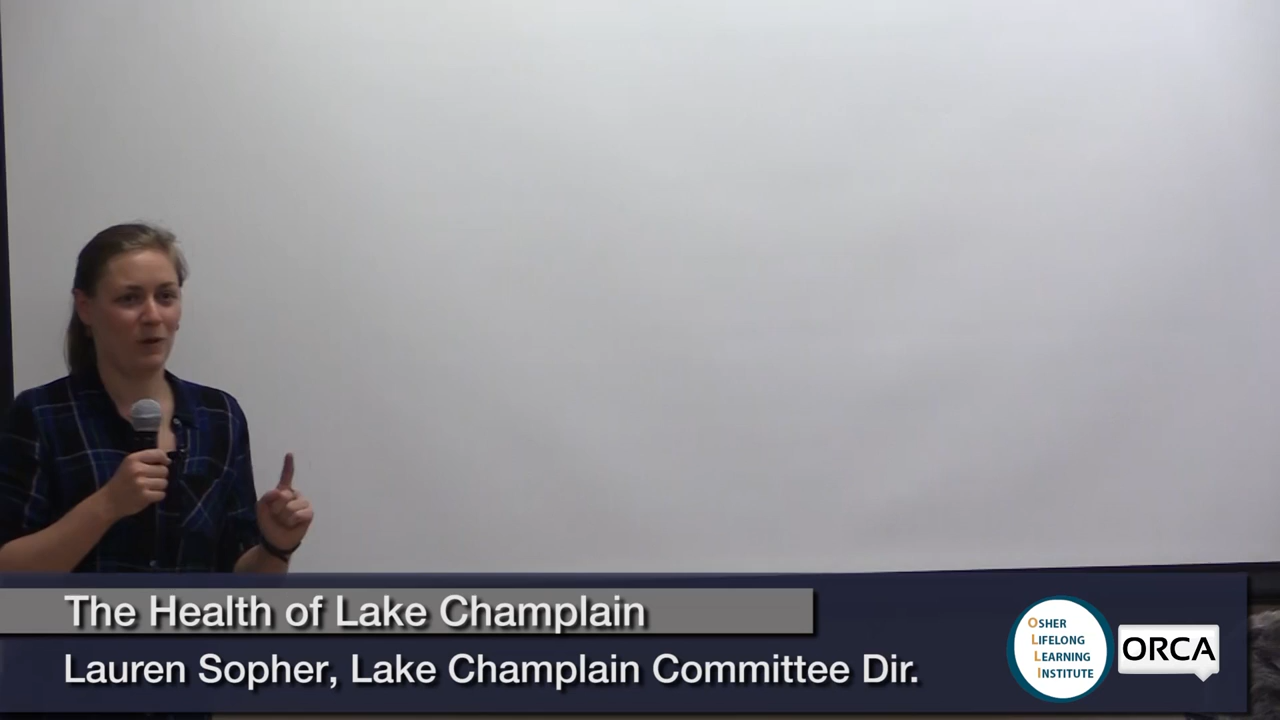 The Health of Lake Champlain
Lauren Sopher, Lake Champlain Committee Dir.
OSHER
LIFELONG
LEARNING
INSTITUTE
ORCA